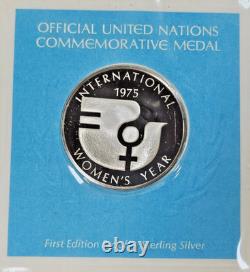 OFFICIAL UNITED NATIONS
COMMEMORATIVE MEDAL
INTERNATIONAL
1975
WOMEN'S YEAR
First Edition Sterling Silver